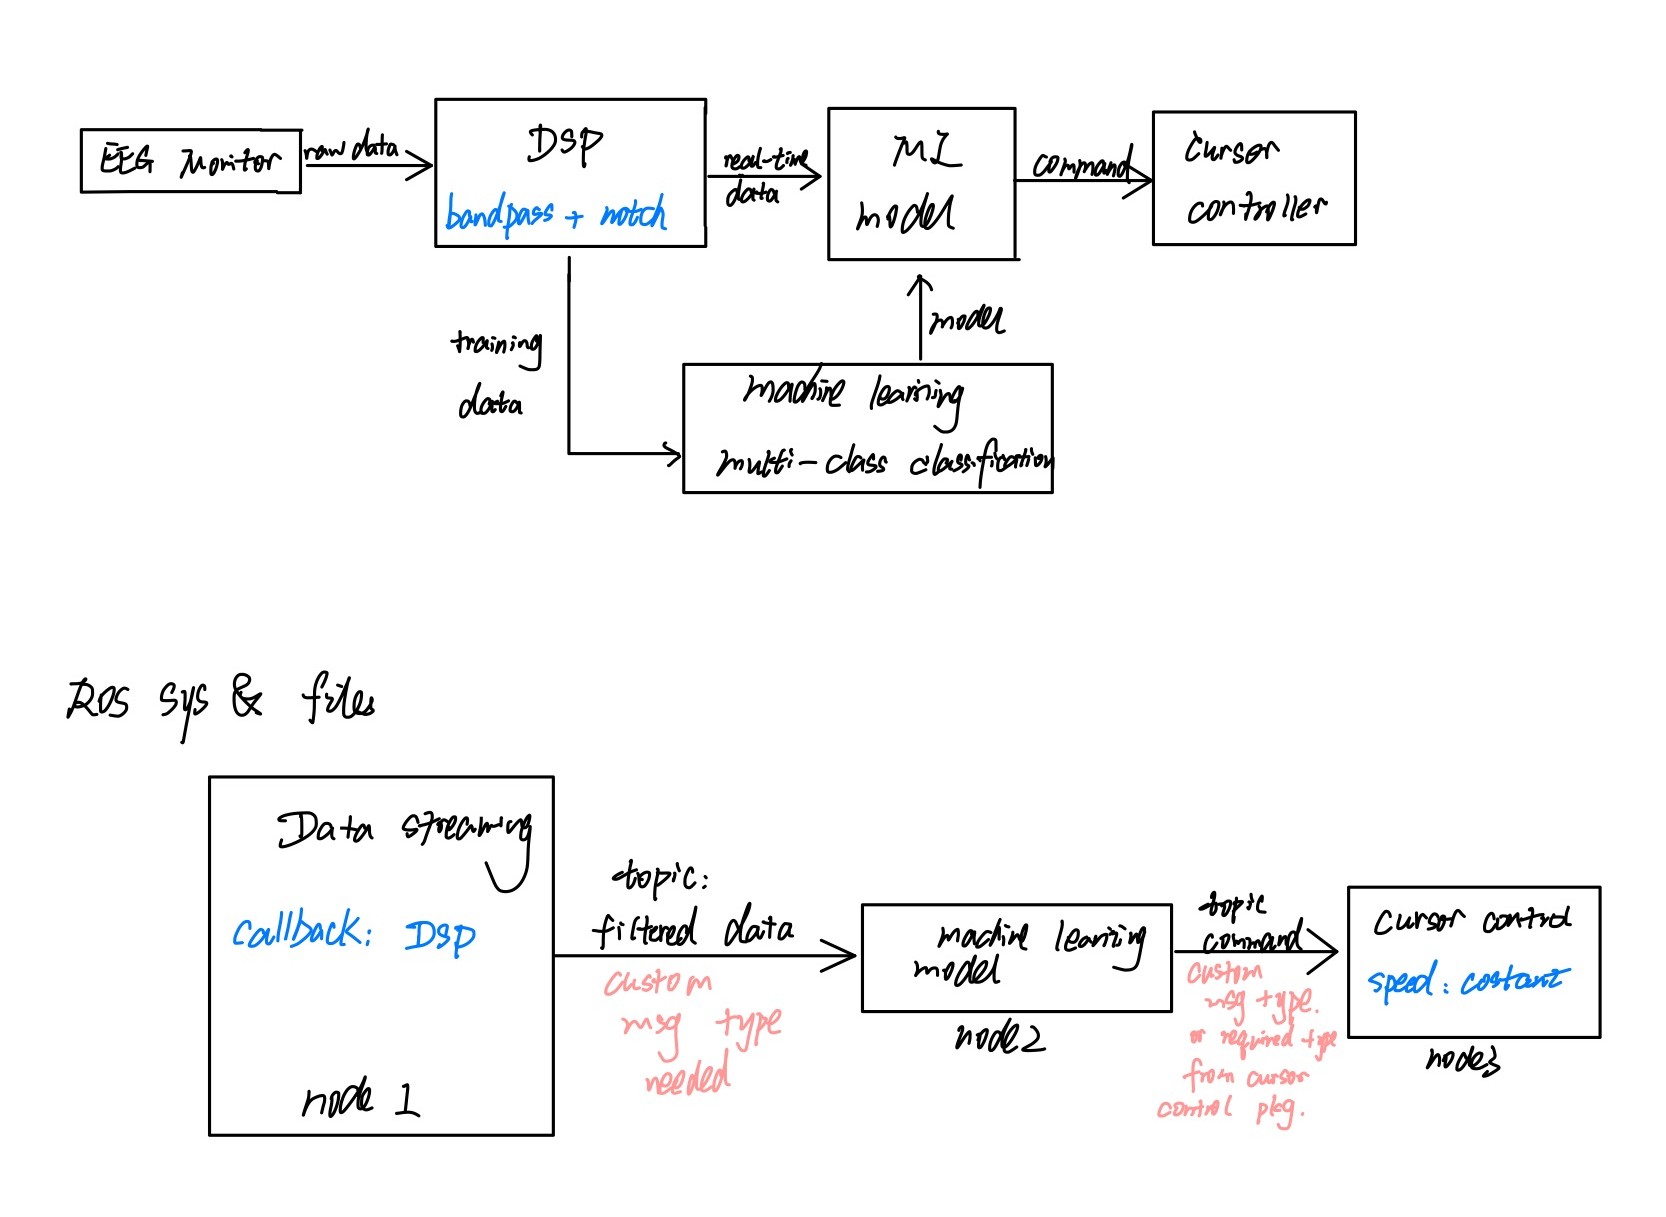 EEG Monitor
raw data
DSP
bandpass + notch
real-time
data
MI
model
command
Cursor
controller
training
data
model
machine learning
multi-class classification
ROS sys & files
Data streaming
Callback: DSP
node 1
topic:
filtered data
custom
msg type
needed
machine learning
model
node2
topic
command
custom
msg type.
or required type
from cursor
control pkg.
cursor control
speed: costant
node3